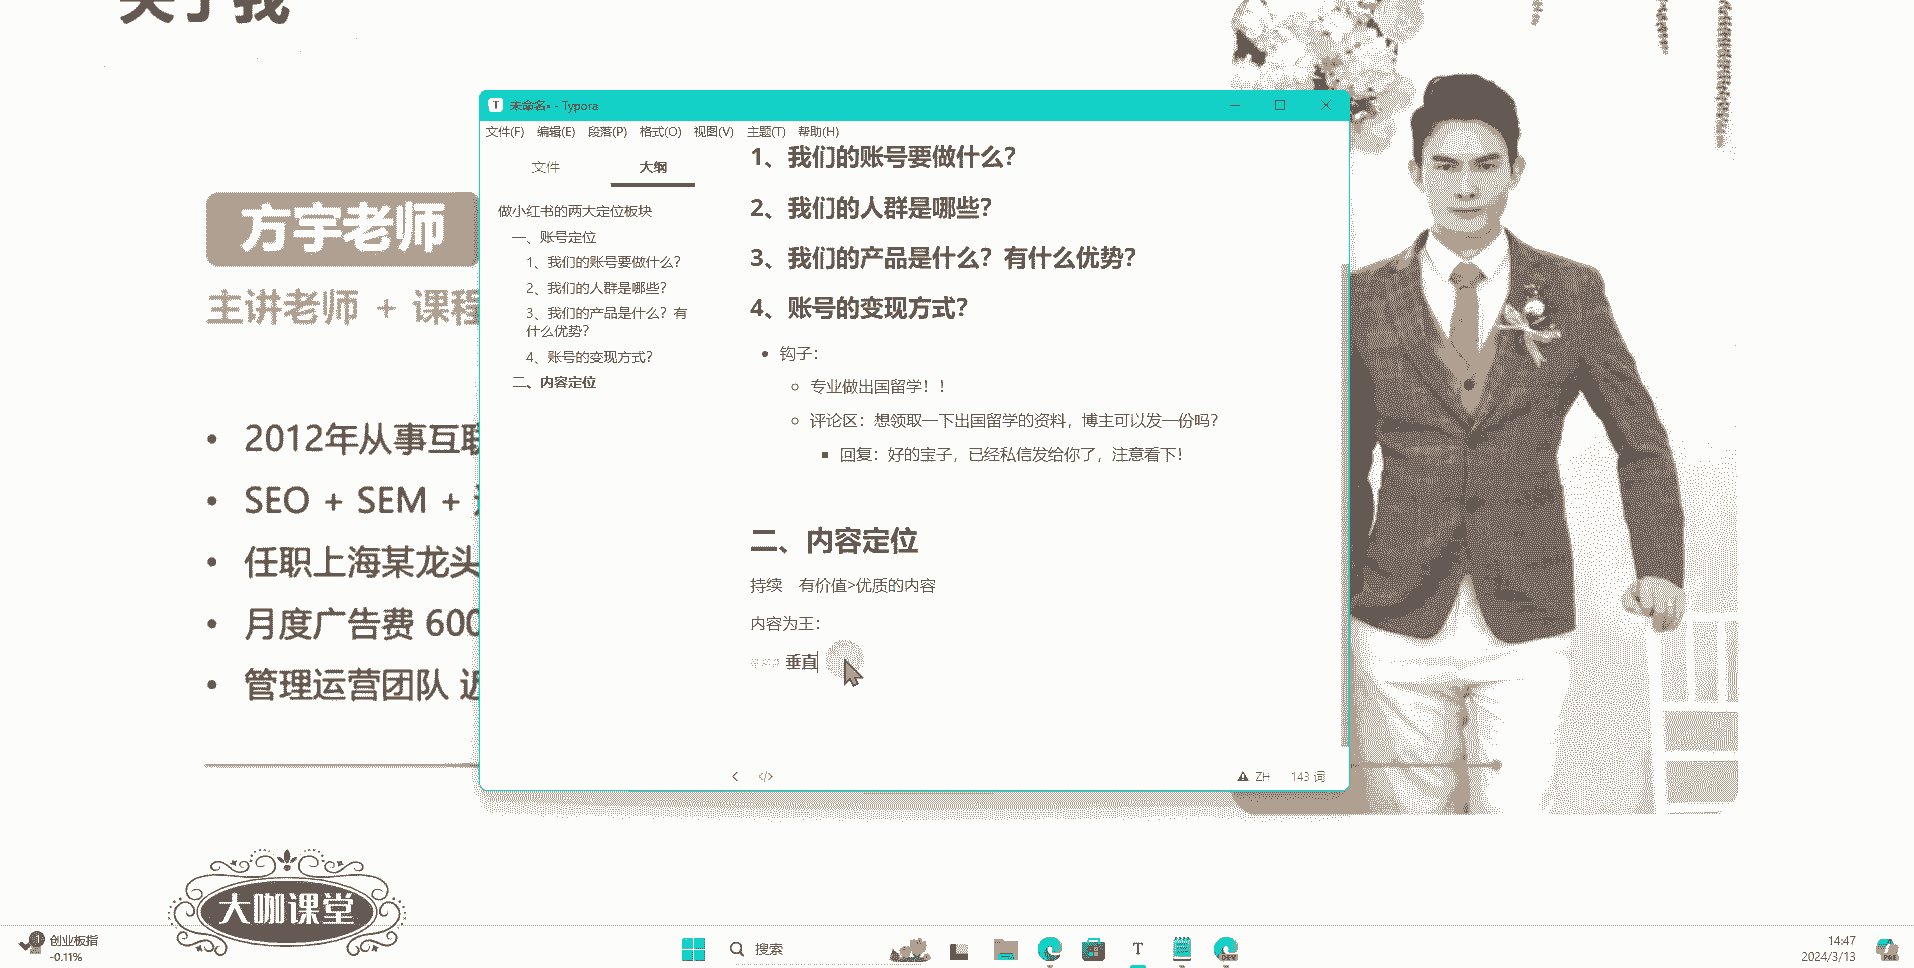 关于我
方宇老师
主讲老师 + 课程
2012年从事互联
SEO + SEM +
任职上海某龙头
月度广告费 600
管理运营团队 近
大咖课堂
未命名• - Typora
文件(F) 编辑(E) 段落(P) 格式(O) 视图(V) 主题(T) 帮助(H)
文件 大纲
做小红书的两大定位板块
一、账号定位
1、我们的账号要做什么?
2、我们的人群是哪些?
3、我们的产品是什么? 有
什么优势?
4、账号的变现方式?
二、内容定位
1、我们的账号要做什么?
2、我们的人群是哪些?
3、我们的产品是什么? 有什么优势?
4、账号的变现方式?
钩子:
专业做出国留学! !
评论区: 想领取一下出国留学的资料, 博主可以发一份吗?
回复: 好的宝子, 已经私信发给你了, 注意看下!
二、内容定位
持续 有价值>优质的内容
内容为王:
### 垂直
</> ZH 143 词
创业板指
-0.11%
搜索
T
DEV
14:47
2024/3/13
PRE